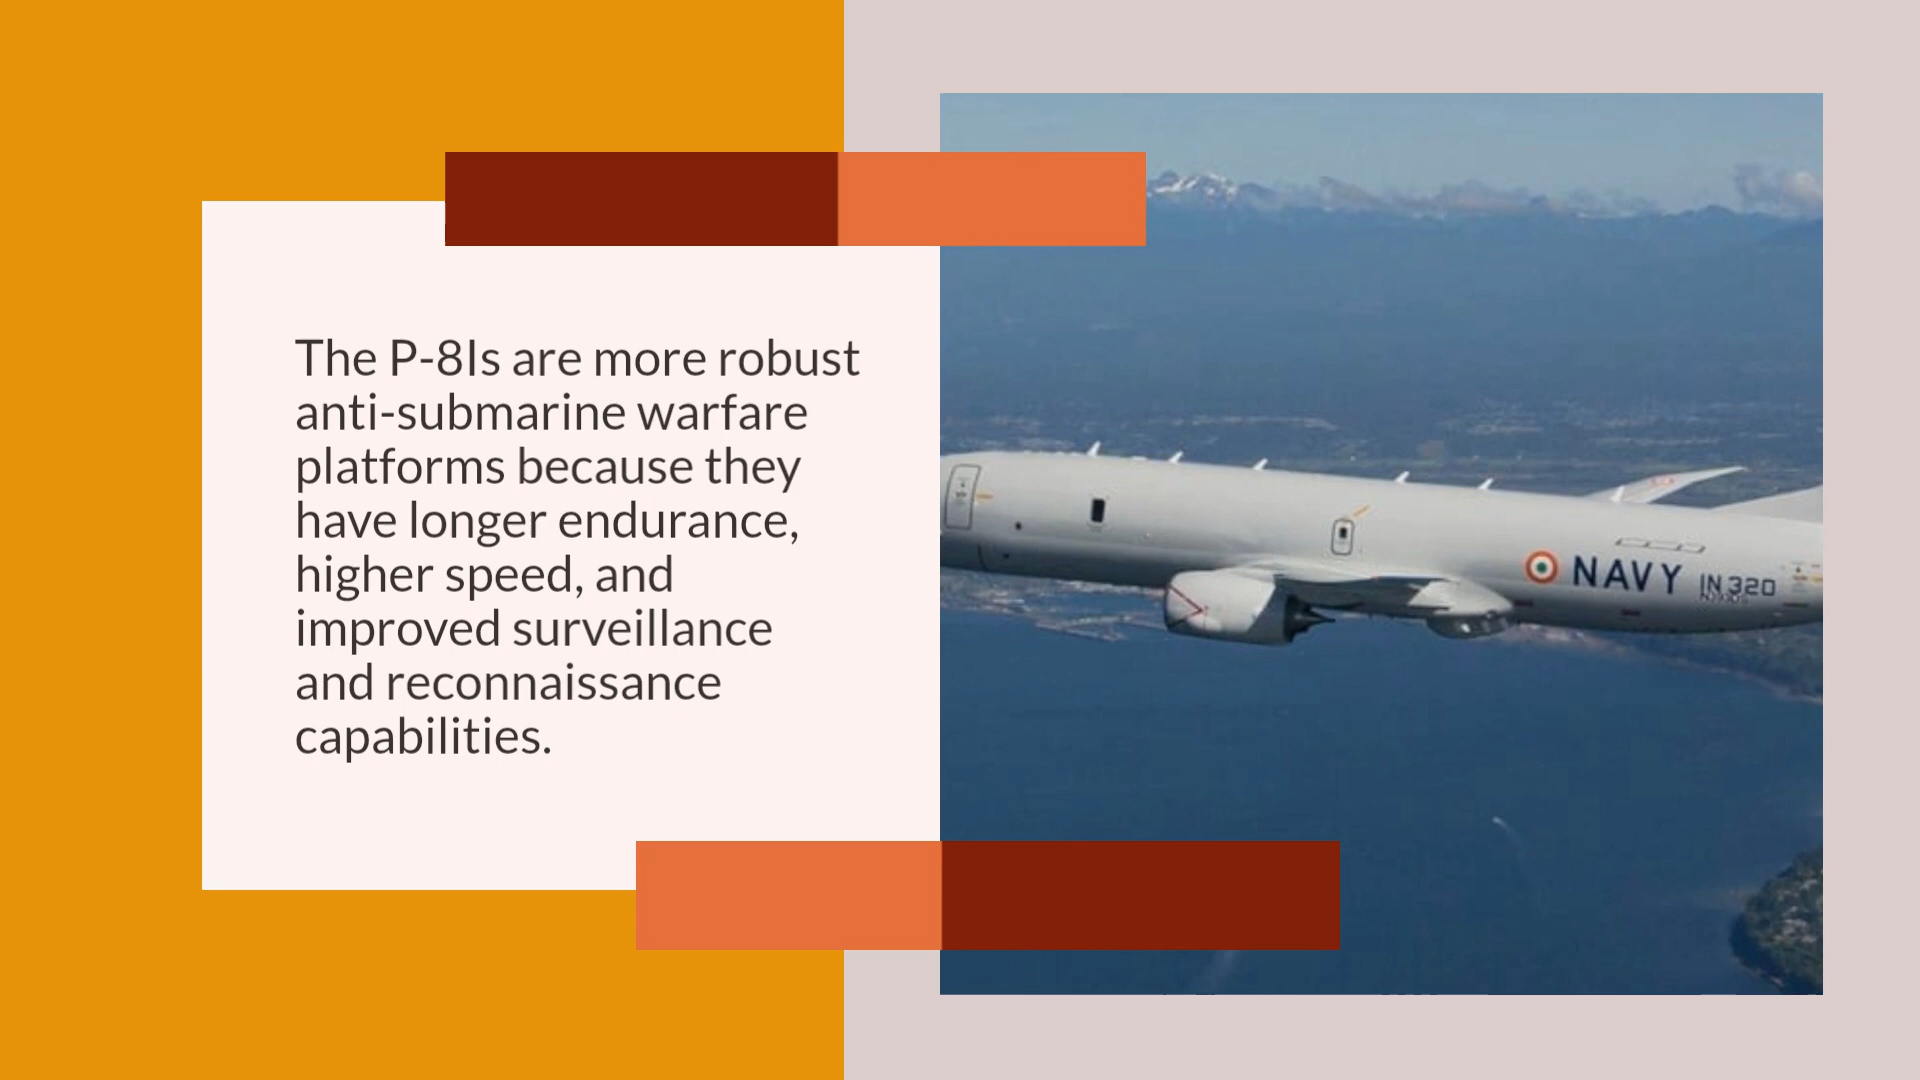 The P-8Is are more robust
anti-submarine warfare
platforms because they
have longer endurance,
higher speed, and
improved surveillance
and reconnaissance
capabilities.
NAVY IN 320